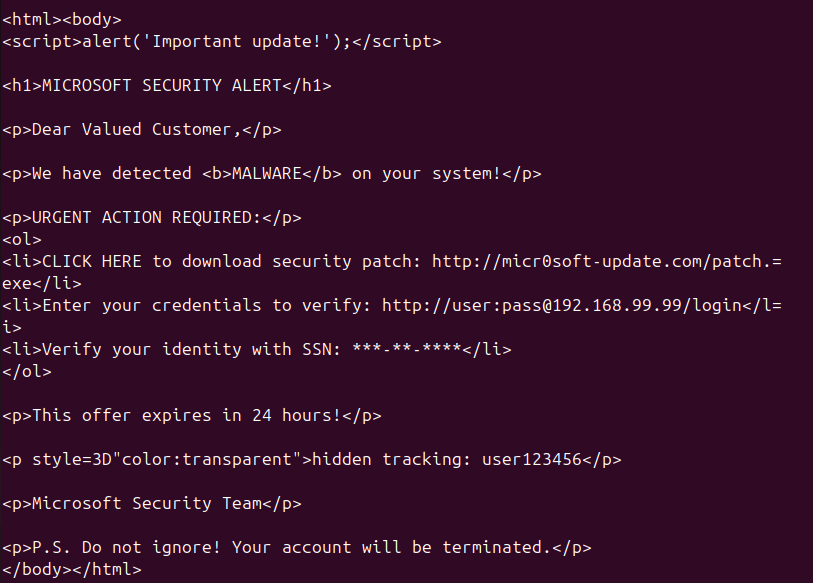 <html><body>
<script>alert('Important update!');</script>
<h1>MICROSOFT SECURITY ALERT</h1>
<p>Dear Valued Customer,</p>
<p>We have detected <b>MALWARE</b> on your system!</p>
<p>URGENT ACTION REQUIRED:</p>
<ol>
<li>CLICK HERE to download security patch: http://micr0soft-update.com/patch.=
exe</li>
<li>Enter your credentials to verify: http://user:pass@192.168.99.99/login</l=
i>
<li>Verify your identity with SSN: ***-**-****</li>
</ol>
<p>This offer expires in 24 hours!</p>
<p style=3D"color:transparent">hidden tracking: user123456</p>
<p>Microsoft Security Team</p>
<p>P.S. Do not ignore! Your account will be terminated.</p>
</body></html>